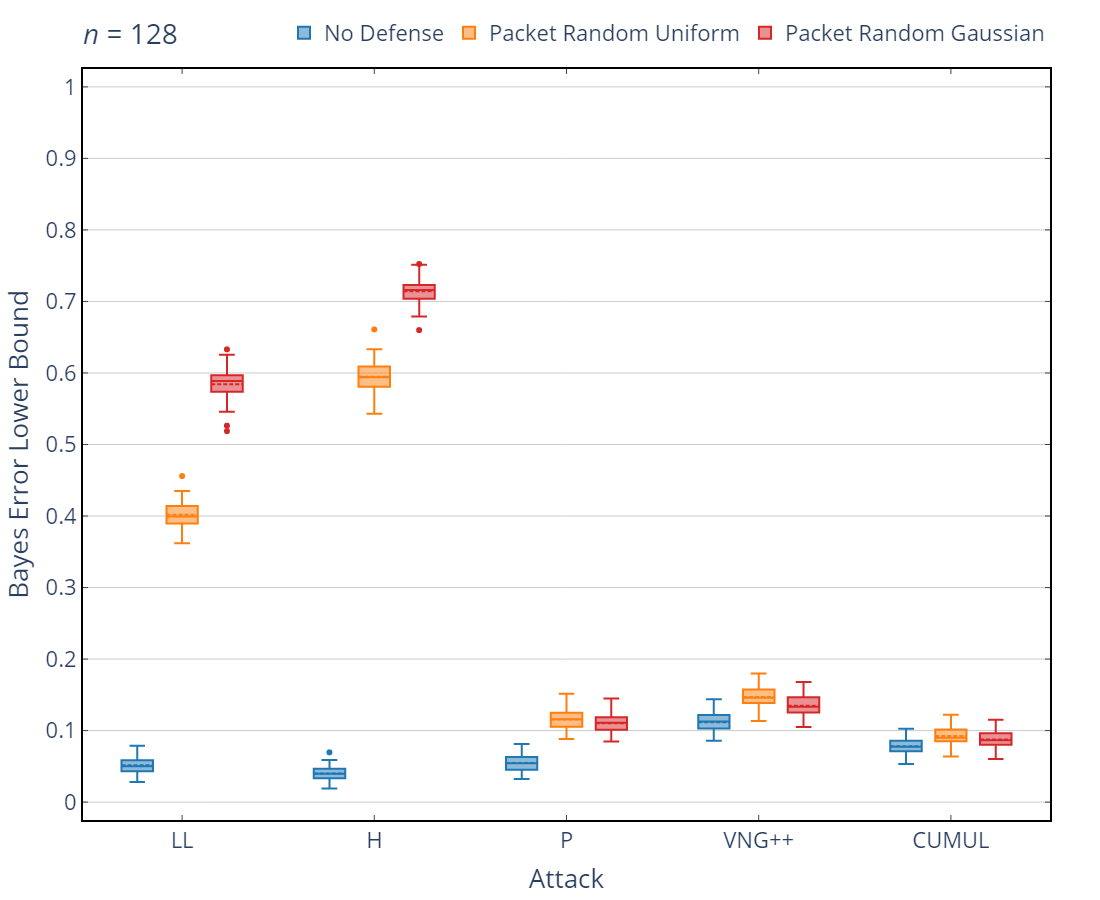 n = 128
No Defense
Packet Random Uniform
Packet Random Gaussian
1
0.9
0.8
0.7
0.6
0.5
0.4
0.3
0.2
0.1
0
Bayes Error Lower Bound
LL
H
P
VNG++
CUMUL
Attack